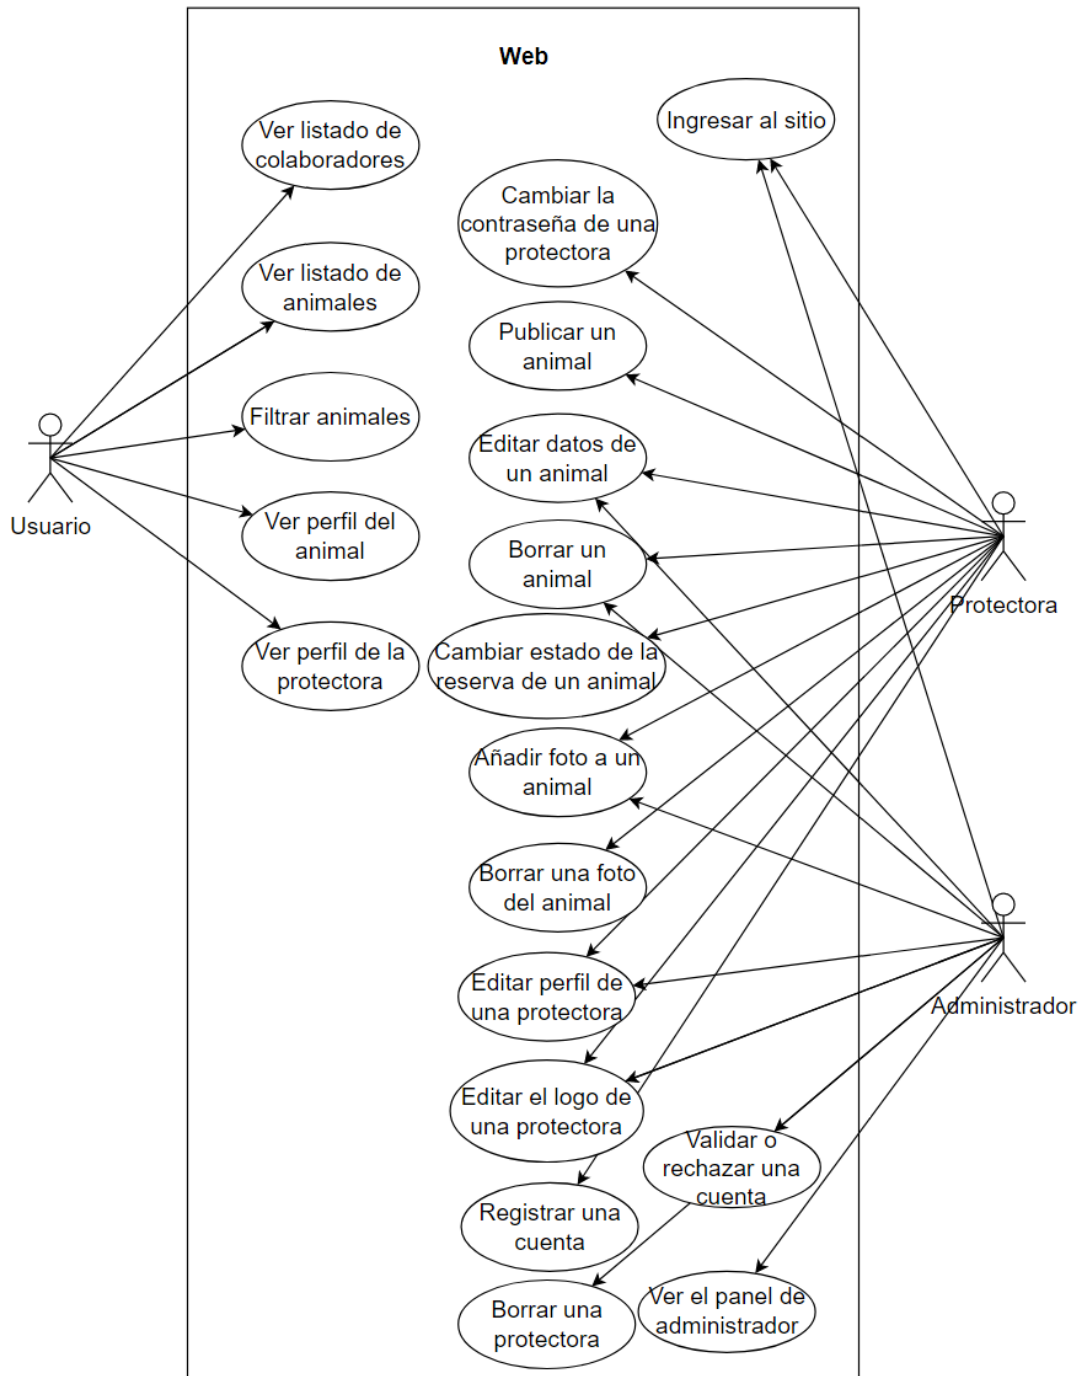 Web
Ver listado de
colaboradores
Ver listado de
animales
Filtrar animales
Ver perfil del
animal
Ver perfil de la
protectora
Usuario
Ingresar al sitio
Cambiar la
contraseña de una
protectora
Publicar un
animal
Editar datos de
un animal
Borrar un
animal
Cambiar estado de la
reserva de un animal
Añadir foto a un
animal
Borrar una foto
del animal
Editar perfil de
una protectora
Editar el logo de
una protectora
Registrar una
cuenta
Borrar una
protectora
Validar o
rechazar una
cuenta
Ver el panel de
administrador
Protectora
Administrador